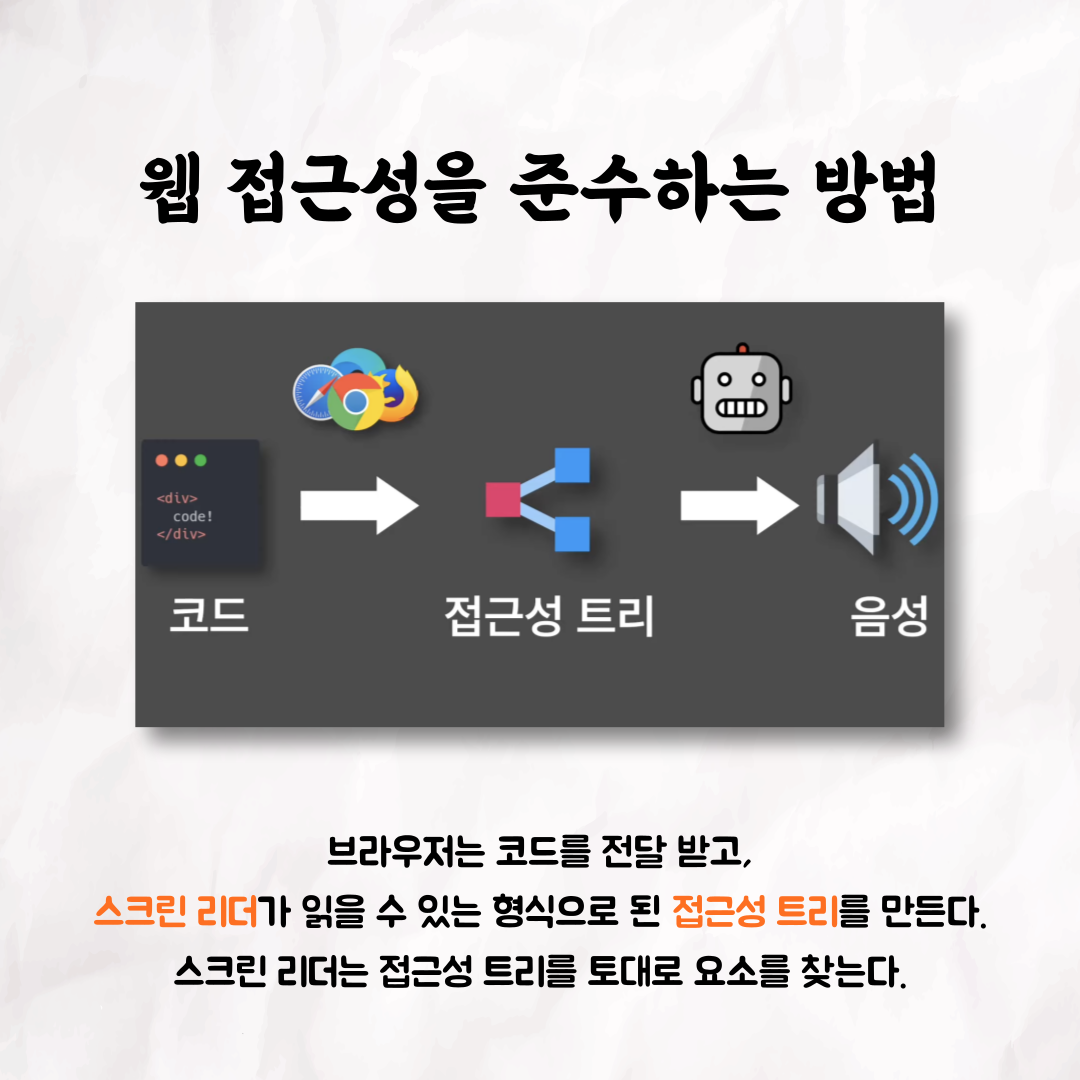 웹 접근성을 준수하는 방법
<div>
code!
</div>
코드
접근성 트리
음성
브라우저는 코드를 전달 받고,
스크린 리더가 읽을 수 있는 형식으로 된 접근성 트리를 만든다.
스크린 리더는 접근성 트리를 토대로 요소를 찾는다.